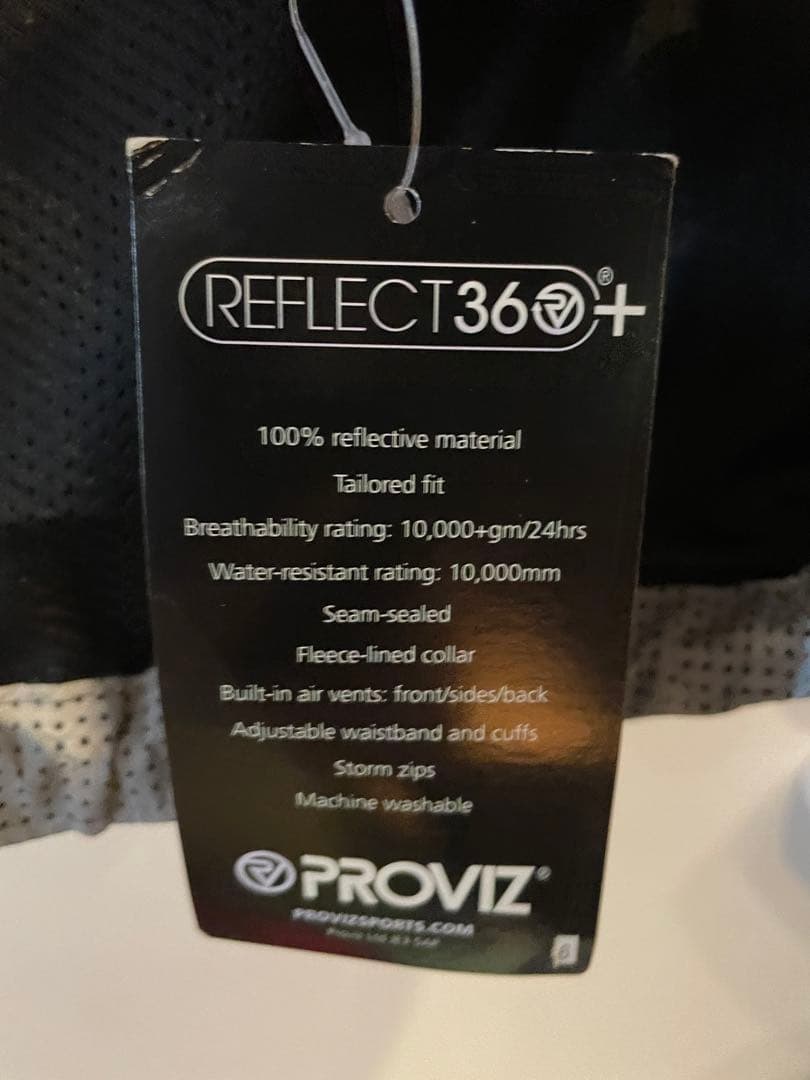 REFLECT360®+
100% reflective material
Tailored fit
Breathability rating: 10,000+gm/24hrs
Water-resistant rating: 10,000mm
Seam-sealed
Fleece-lined collar
Built-in air vents: front/sides/back
Adjustable waistband and cuffs
Storm zips
Machine washable
PROVIZ®
PROVIZSPORTS.COM